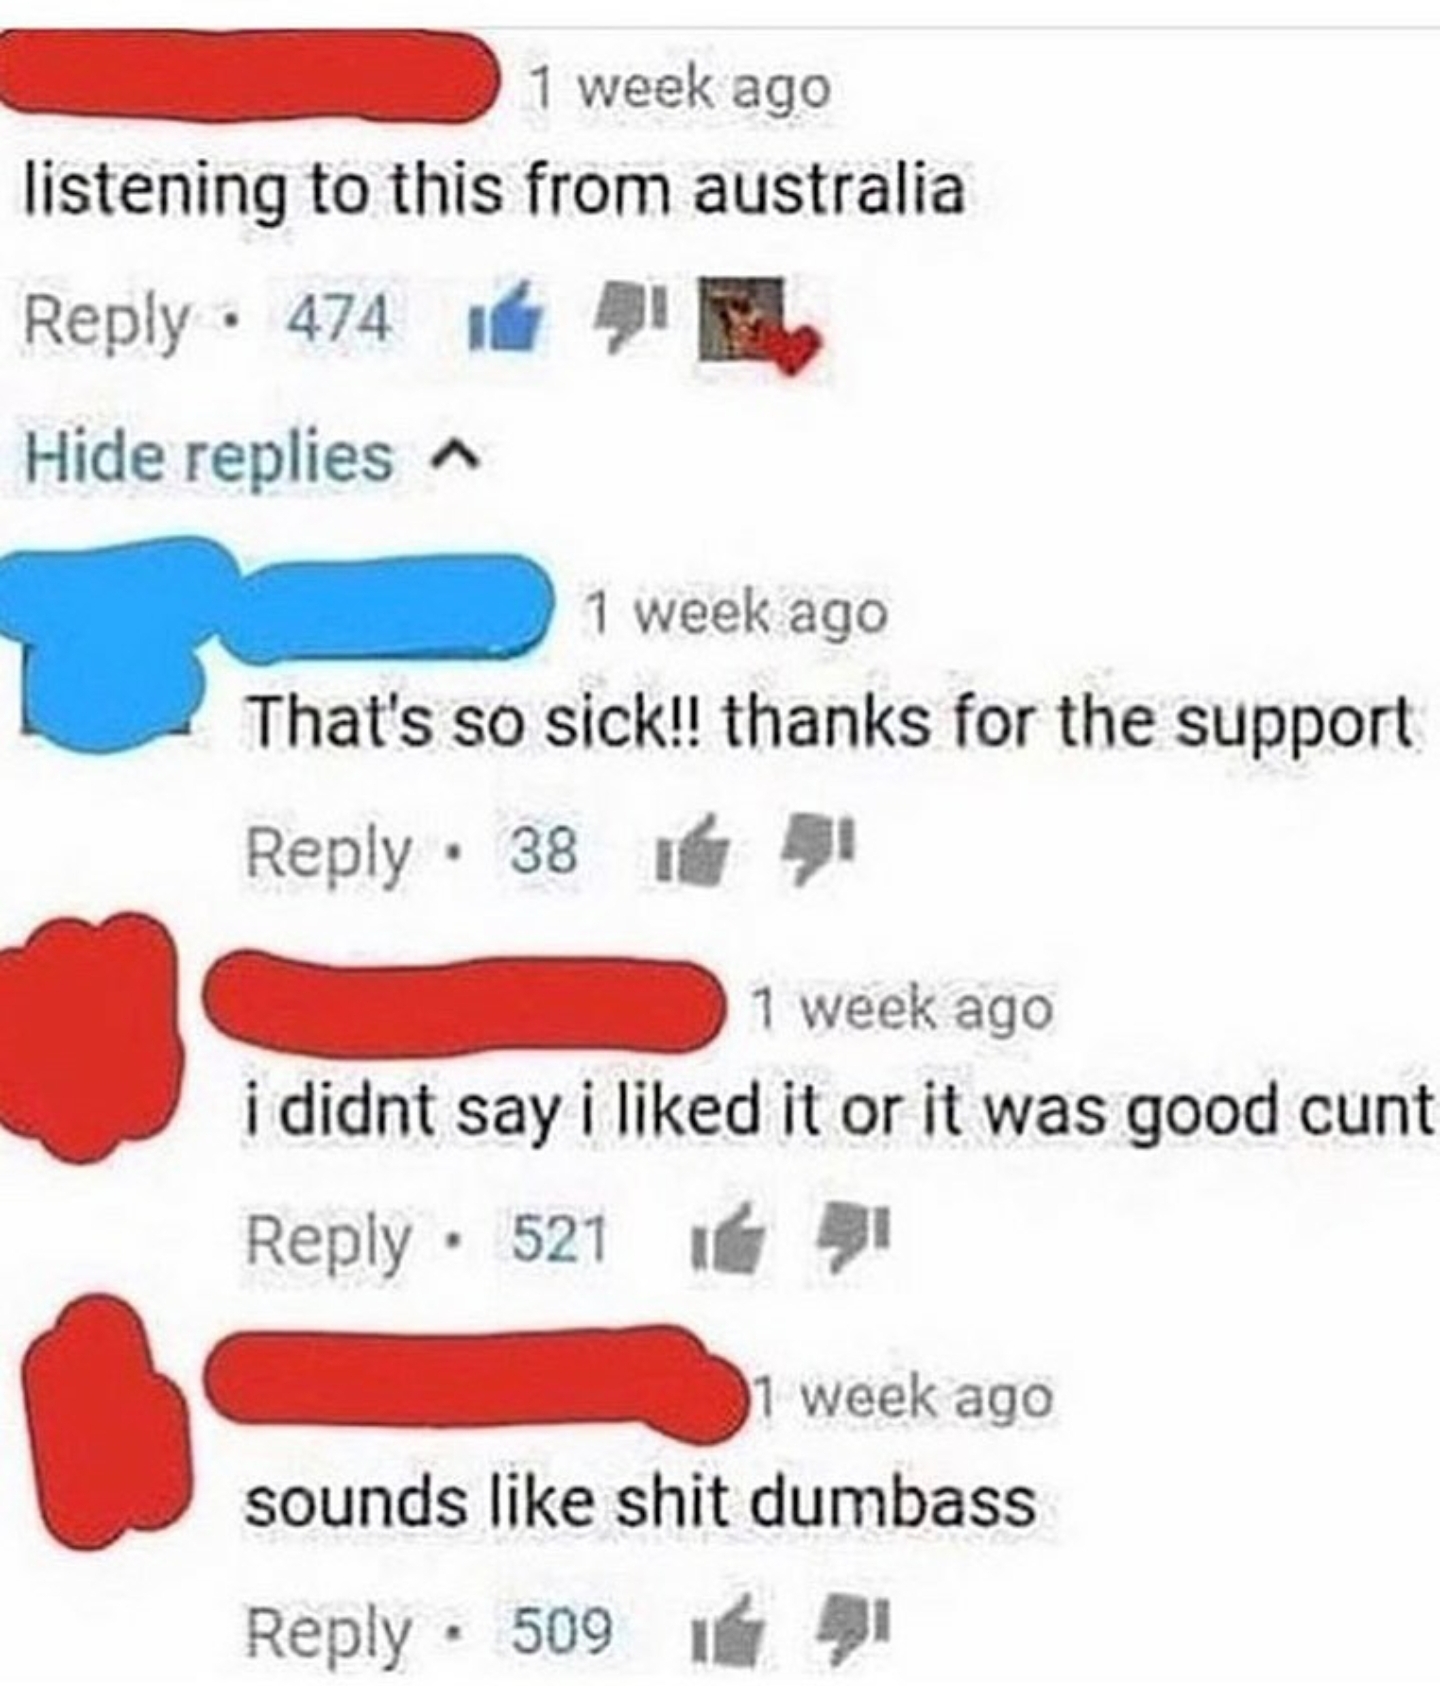 1 week ago
listening to this from australia
Reply • 474
Hide replies
1 week ago
That's so sick!! thanks for the support
Reply • 38
1 week ago
i didnt say i liked it or it was good cunt
Reply • 521
1 week ago
sounds like shit dumbass
Reply • 509